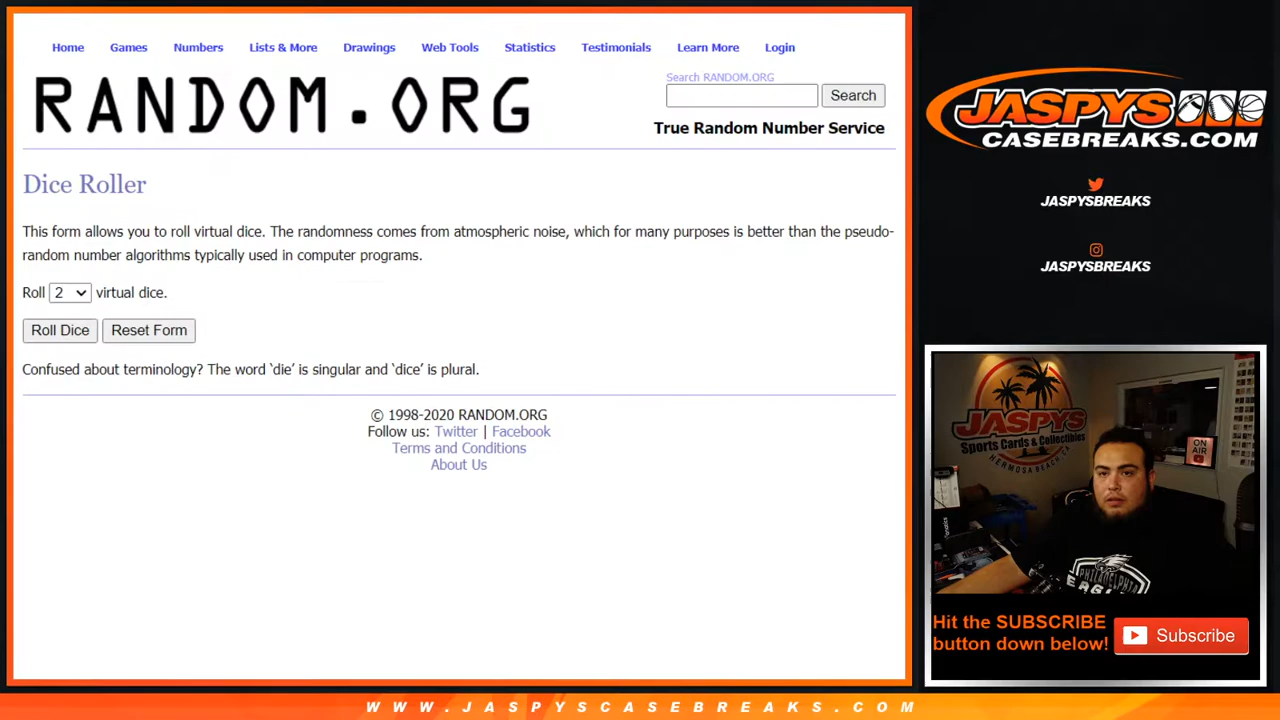 Home Games Numbers Lists & More Drawings Web Tools Statistics Testimonials Learn More Login
RANDOM.ORG
Search RANDOM.ORG
Search
True Random Number Service
Dice Roller
This form allows you to roll virtual dice. The randomness comes from atmospheric noise, which for many purposes is better than the pseudo-
random number algorithms typically used in computer programs.
Roll 2 virtual dice.
Roll Dice Reset Form
Confused about terminology? The word ‘die’ is singular and ‘dice’ is plural.
© 1998-2020 RANDOM.ORG
Follow us: Twitter | Facebook
Terms and Conditions
About Us
JASPYS
CASEBREAKS.COM
JASPYSBREAKS
JASPYSBREAKS
JASPYS
Sports Cards & Collectibles
HERMOSA BEACH, CA
ON
AIR
PHILADELPHIA
Hit the SUBSCRIBE
button down below!
Subscribe
WWW.JASPYSCASEBREAKS.COM